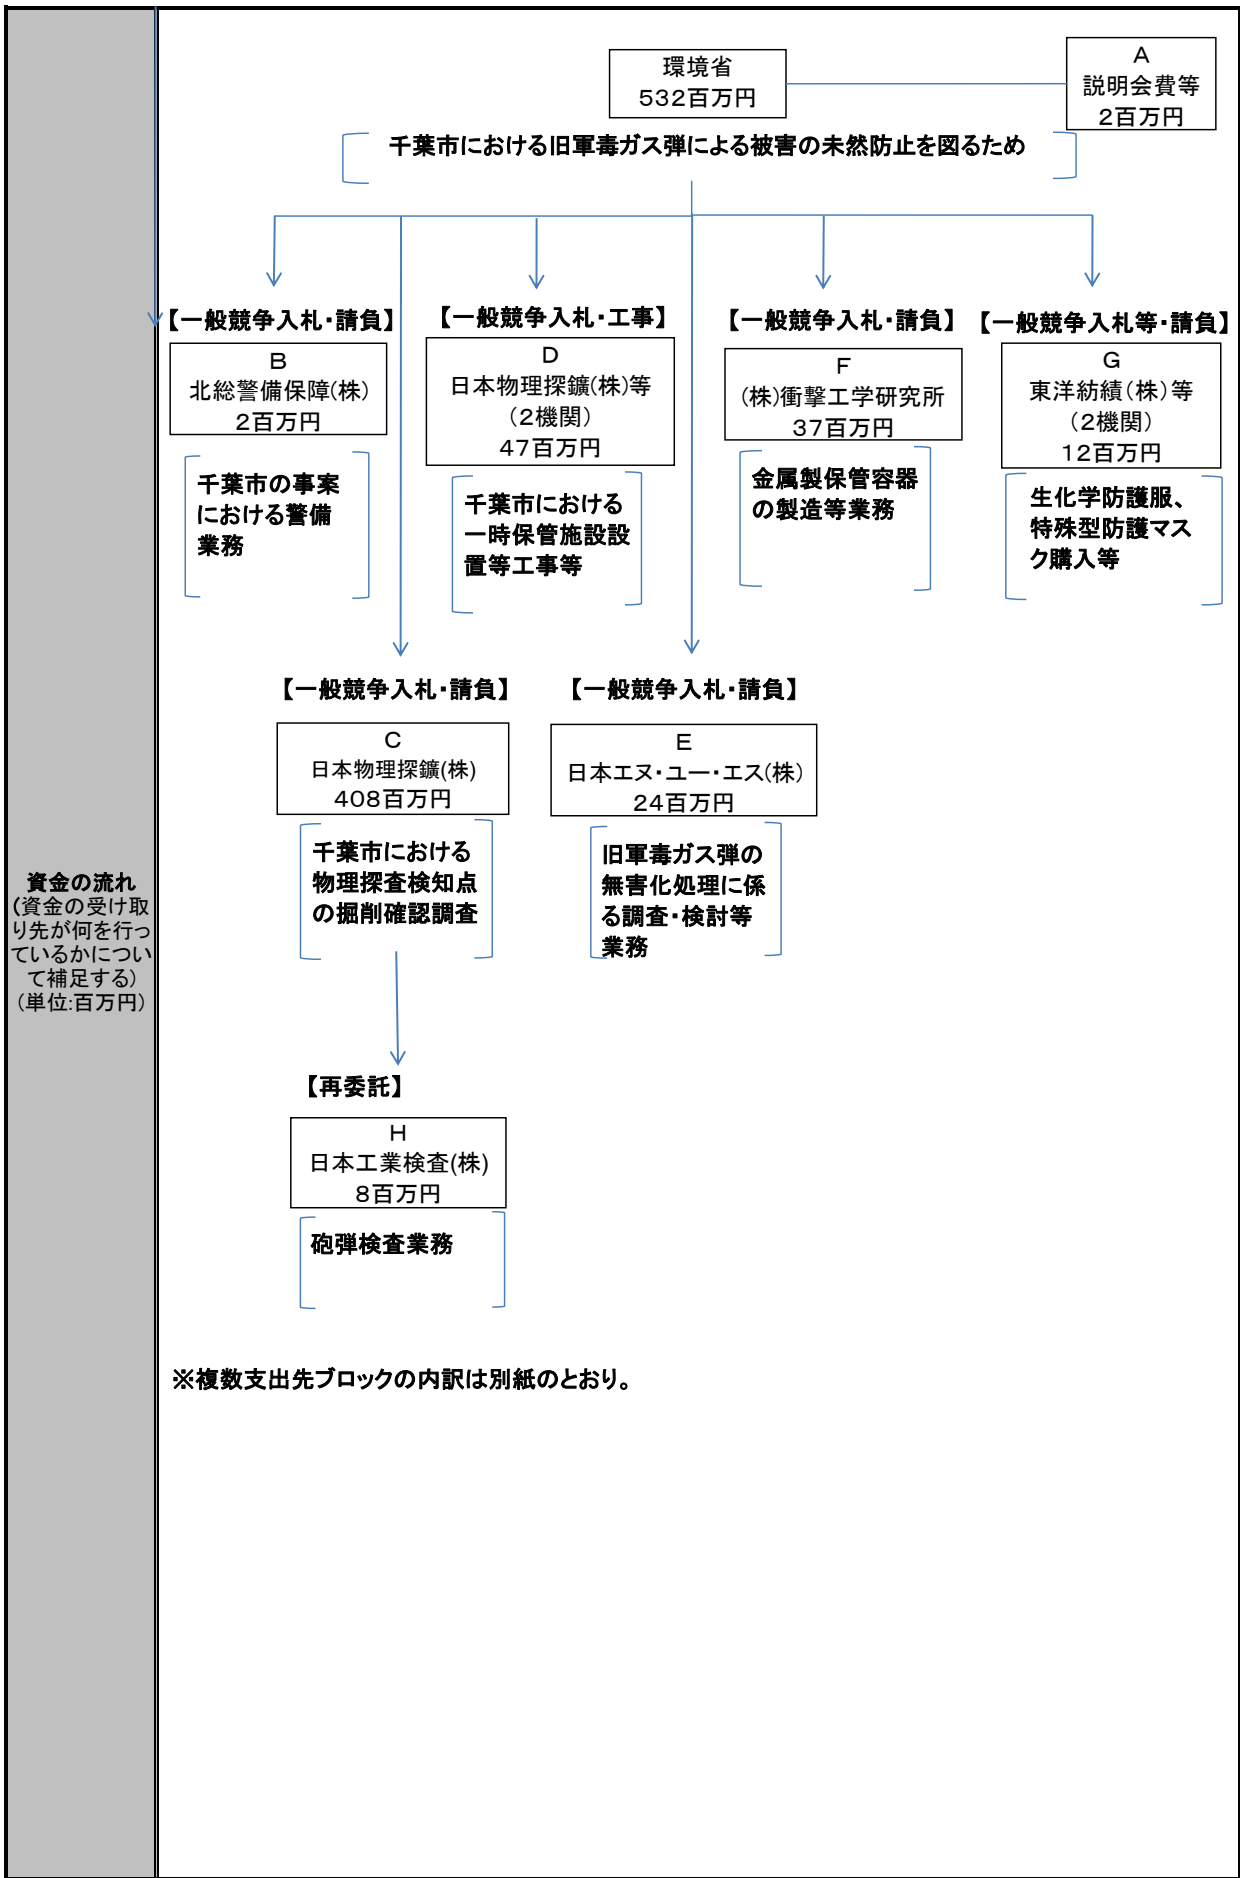 資金の流れ
(資金の受け取
り先が何を行っ
ているかについ
て補足する)
(単位:百万円)
環境省
532百万円
A
説明会費等
2百万円
千葉市における旧軍毒ガス弾による被害の未然防止を図るため
【一般競争入札・請負】
B
北総警備保障(株)
2百万円
千葉市の事案
における警備
業務
【一般競争入札・工事】
D
日本物理探鑛(株)等
(2機関)
47百万円
千葉市における
一時保管施設設
置等工事等
【一般競争入札・請負】
F
(株)衝撃工学研究所
37百万円
金属製保管容器
の製造等業務
【一般競争入札等・請負】
G
東洋紡績(株)等
(2機関)
12百万円
生化学防護服、
特殊型防護マス
ク購入等
【一般競争入札・請負】
C
日本物理探鑛(株)
408百万円
千葉市における
物理探査検知点
の掘削確認調査
【一般競争入札・請負】
E
日本エヌ・ユー・エス(株)
24百万円
旧軍毒ガス弾の
無害化処理に係
る調査・検討等
業務
【再委託】
H
日本工業検査(株)
8百万円
砲弾検査業務
※複数支出先ブロックの内訳は別紙のとおり。